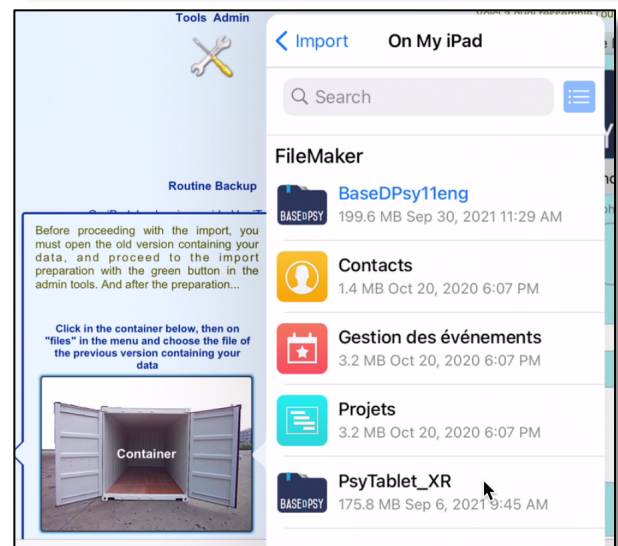 Tools Admin
Routine Backup
Before proceeding with the import, you
must open the old version containing your
data, and proceed to the import
preparation with the green button in the
admin tools. And after the preparation...
Click in the container below, then on
"files" in the menu and choose the file of
the previous version containing your
data
Container
Import
On My iPad
Search
FileMaker
BASEDPSY
BaseDPsy11eng
199.6 MB Sep 30, 2021 11:29 AM
Contacts
1.4 MB Oct 20, 2020 6:07 PM
Gestion des événements
3.2 MB Oct 20, 2020 6:07 PM
Projets
3.2 MB Oct 20, 2020 6:07 PM
BASEDPSY
PsyTablet_XR
175.8 MB Sep 6, 2021 9:45 AM